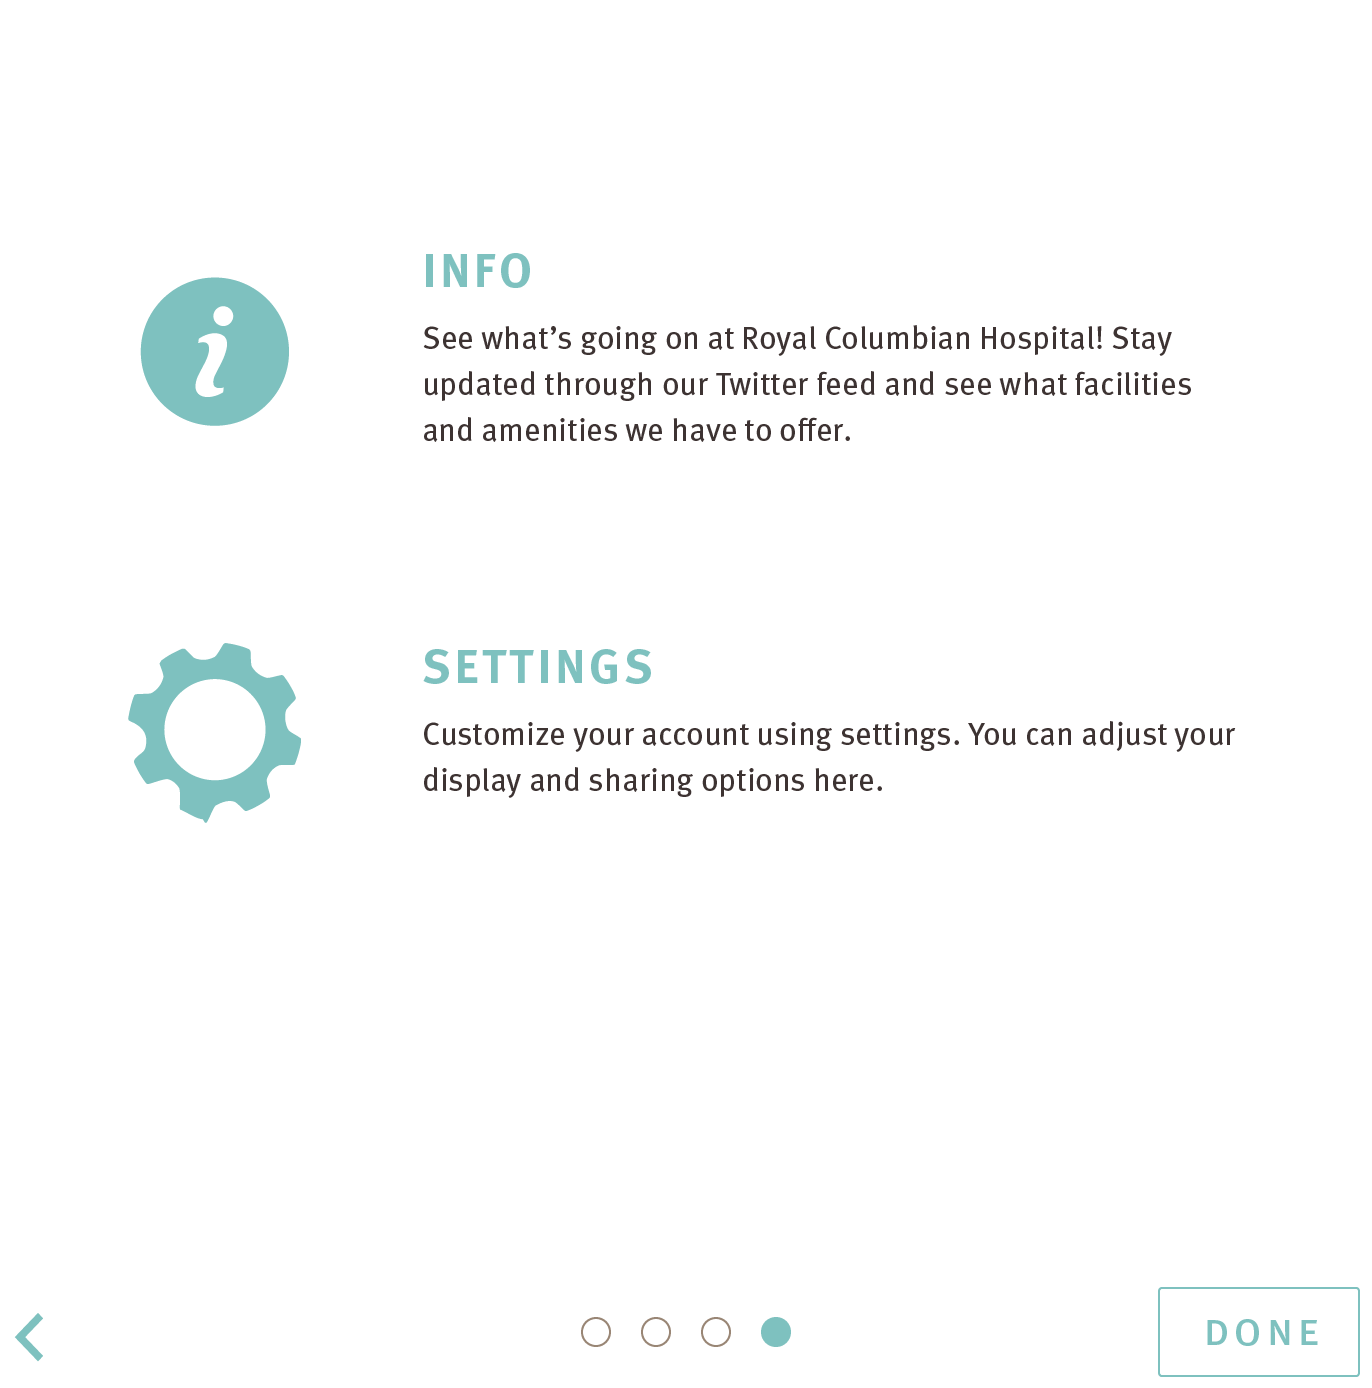 INFO
See what’s going on at Royal Columbian Hospital! Stay
updated through our Twitter feed and see what facilities
and amenities we have to offer.
SETTINGS
Customize your account using settings. You can adjust your
display and sharing options here.
DONE